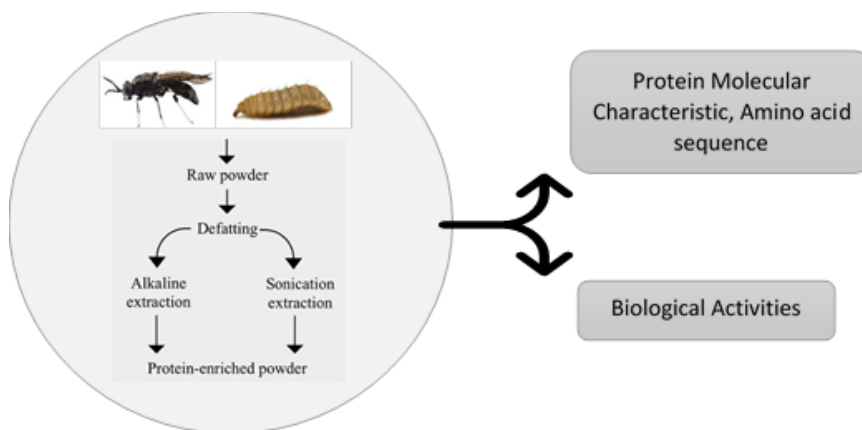 Raw powder
Defatting
Alkaline
extraction
Sonication
extraction
Protein-enriched powder
Protein Molecular
Characteristic, Amino acid
sequence
Biological Activities